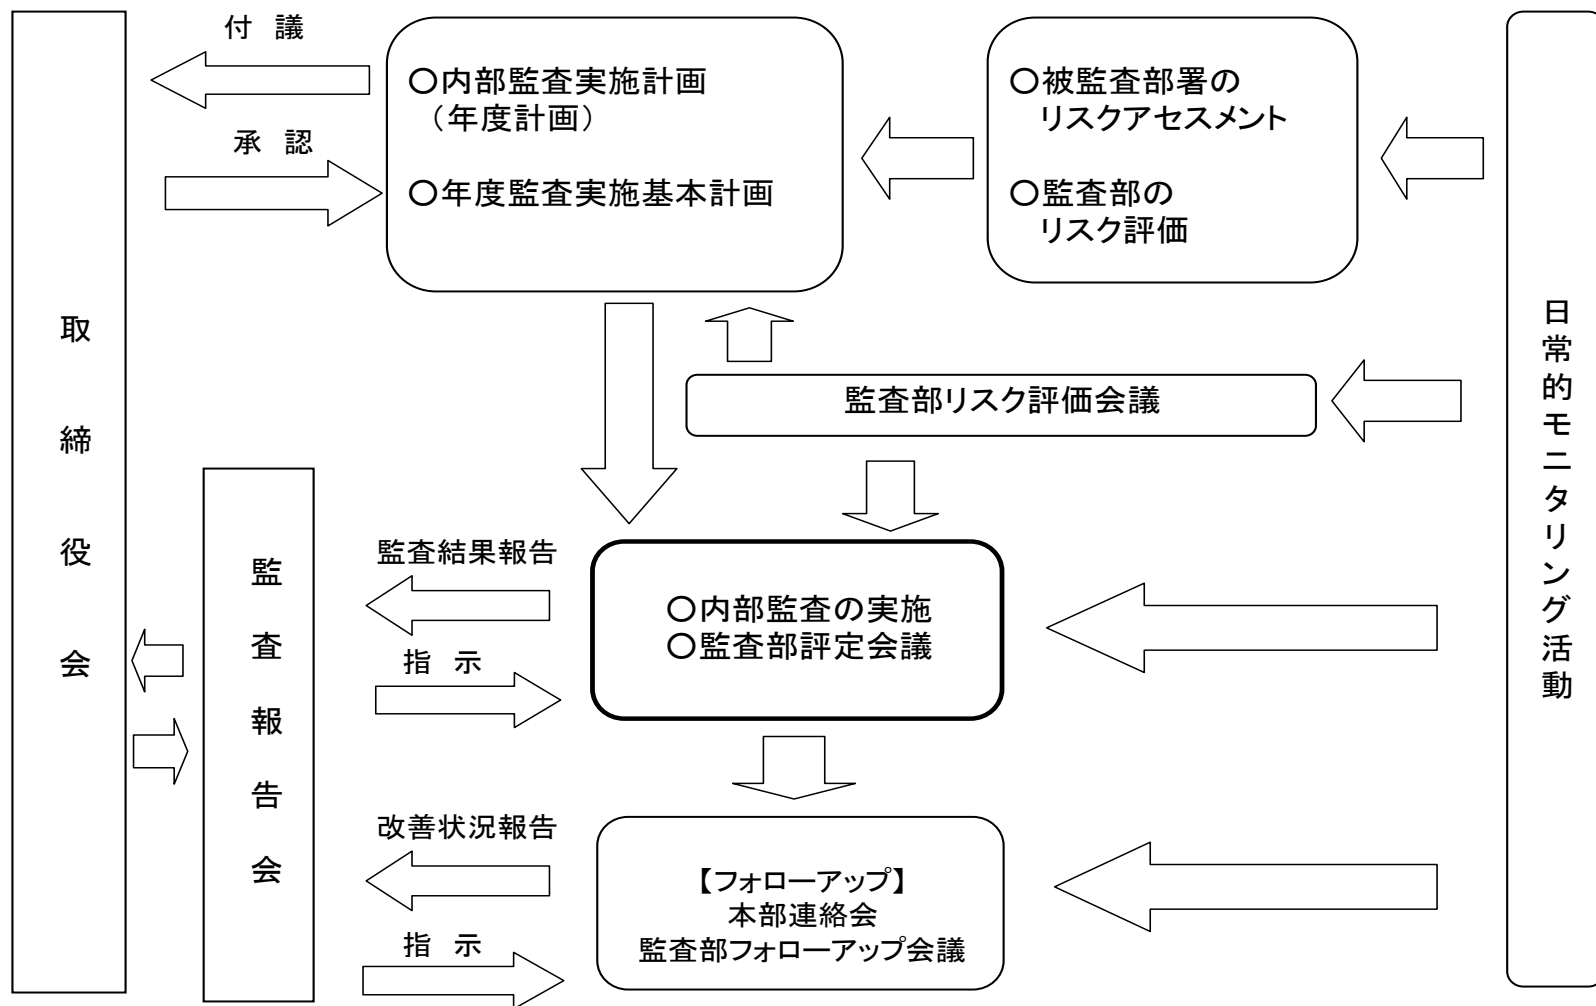 付 議
承 認
○内部監査実施計画
（年度計画）
○年度監査実施基本計画
○被監査部署の
リスクアセスメント
○監査部の
リスク評価
取締役会
監査部リスク評価会議
日常的モニタリング活動
監査報告会
監査結果報告
指 示
○内部監査の実施
○監査部評定会議
改善状況報告
指 示
【フォローアップ】
本部連絡会
監査部フォローアップ会議